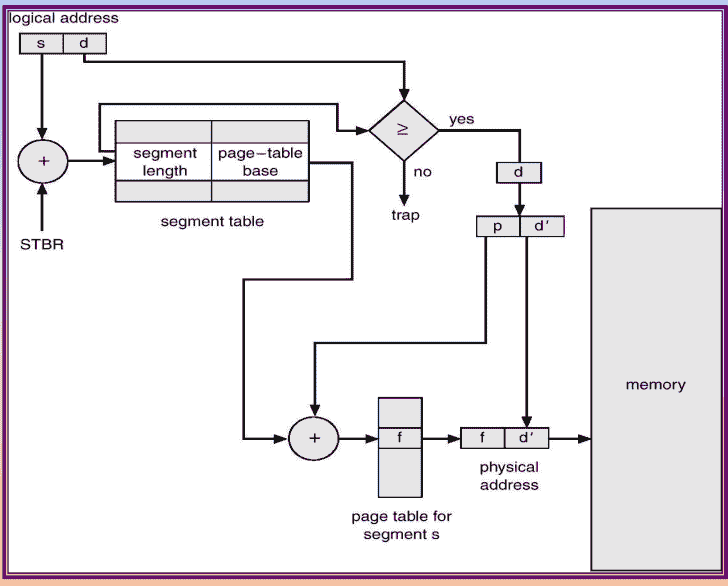 logical address
s d
≥
yes
no
trap
+
segment length
page–table base
segment table
STBR
d
p d′
memory
+
f
f d′
physical
address
page table for
segment s